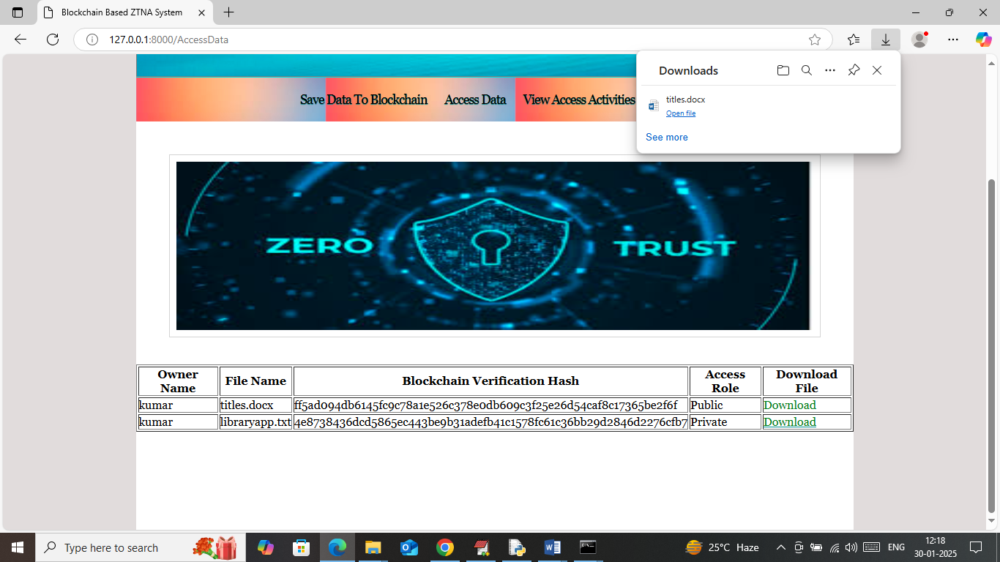 Blockchain Based ZTNA System
127.0.0.1:8000/AccessData
Downloads
titles.docx
Open file
See more
Save Data To Blockchain Access Data View Access Activities
ZERO TRUST
Owner Name File Name Blockchain Verification Hash Access Role Download File
kumar titles.docx ff5ad094db6145fc9c78a1e526c378e0db609c3f25e26d54caf8c17365be2f6f Public Download
kumar libraryapp.txt 4e8738436dcd5865ec443be9b31adefb41c1578fc61c36bb29d2846d2276cfb7 Private Download
Type here to search
25°C Haze
ENG
12:18
30-01-2025